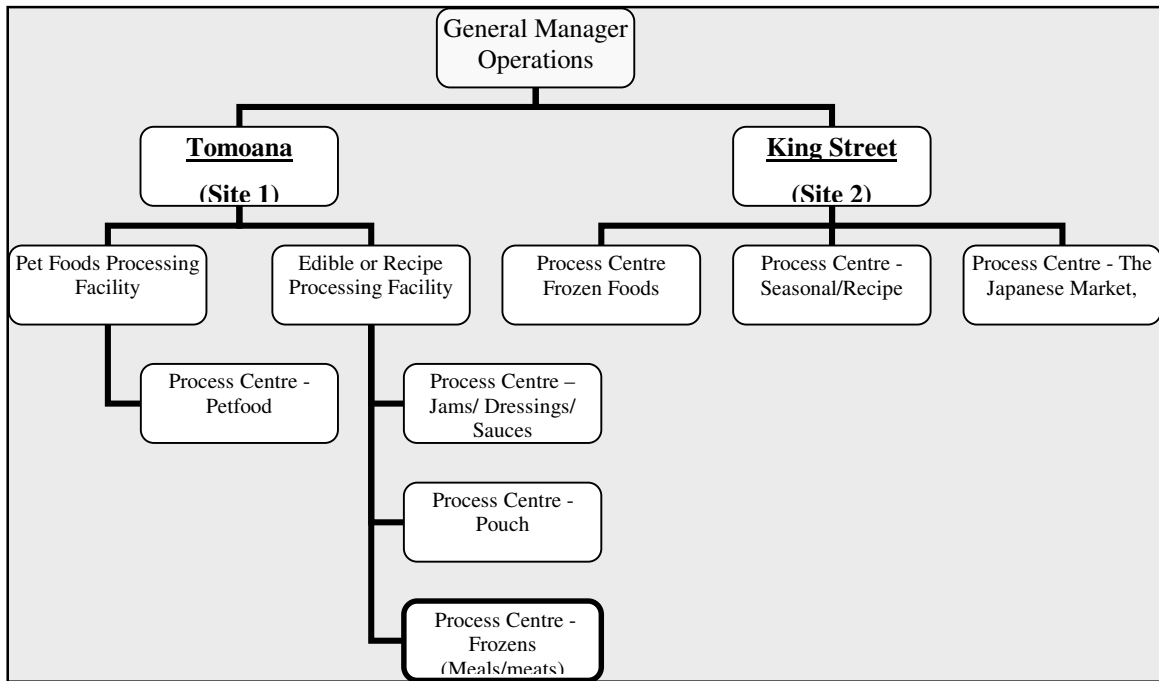 General Manager
Operations
Tomoana
(Site 1)
King Street
(Site 2)
Pet Foods Processing
Facility
Edible or Recipe
Processing Facility
Process Centre
Frozen Foods
Process Centre -
Seasonal/Recipe
Process Centre - The
Japanese Market,
Process Centre -
Petfood
Process Centre –
Jams/ Dressings/
Sauces
Process Centre -
Pouch
Process Centre -
Frozens
(Meals/meats)